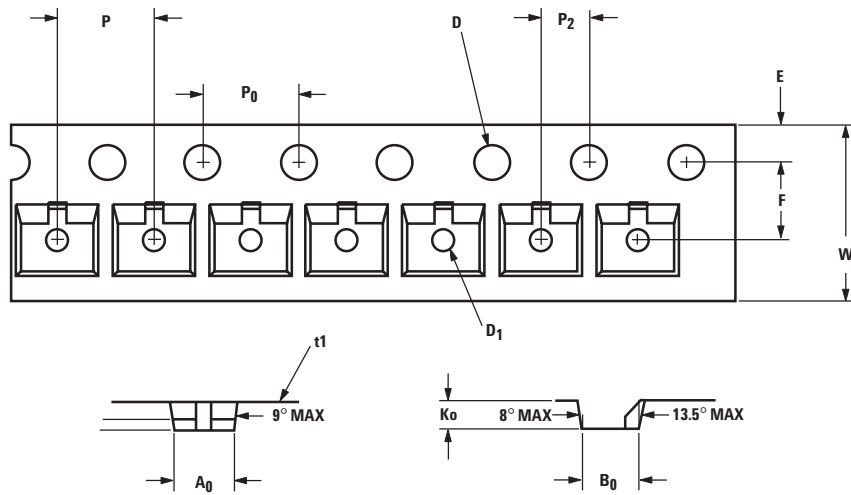 P
D
P₂
E
P₀
F
W
D₁
t1
9° MAX
A₀
Ko
8° MAX
13.5° MAX
B₀